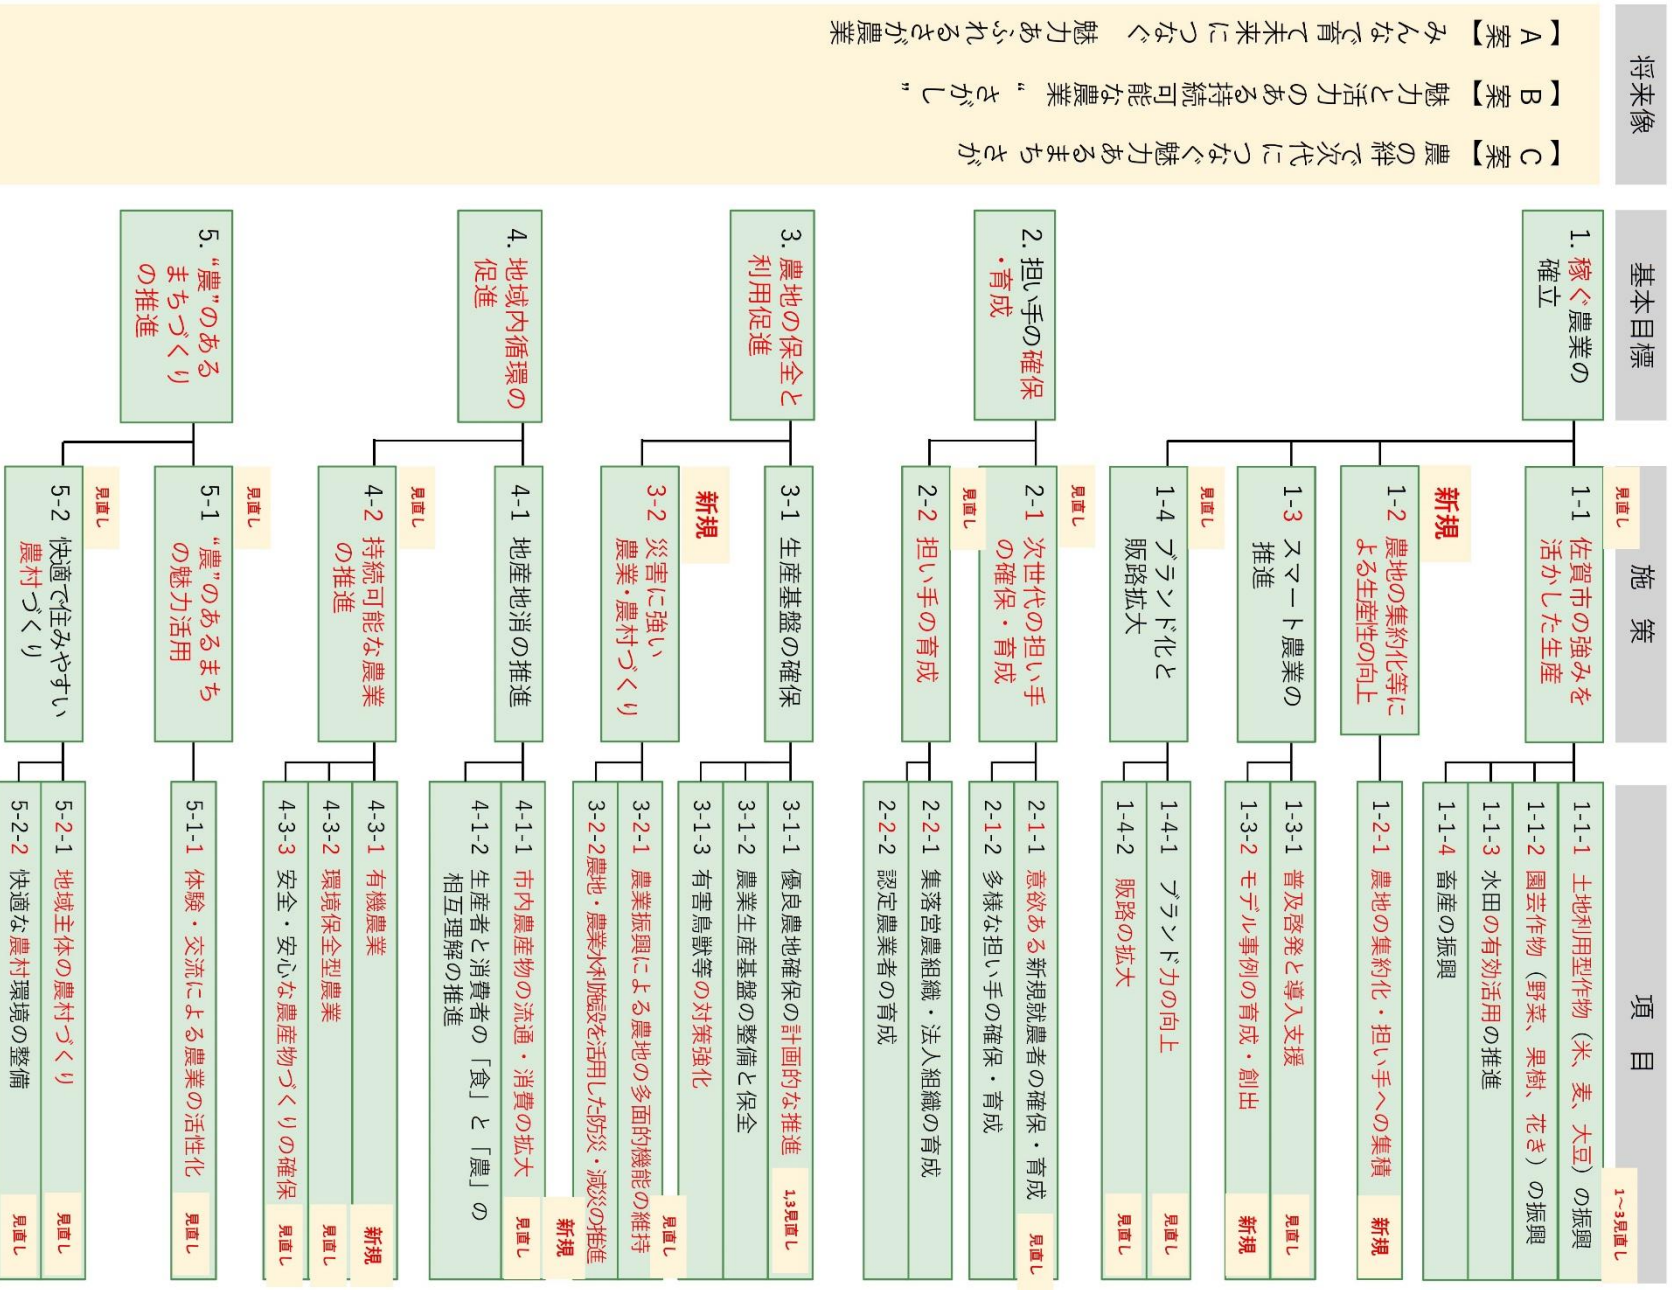 将来像
基本目標
施 策
項 目
【A案】 みんなで育て未来につなぐ 魅力あふれるさが農業
【B案】 魅力と活力のある持続可能な農業 “さがし”
【C案】 農の絆で次代につなぐ魅力あるまち さが
1. 稼ぐ農業の
確立
見直し
1-1 佐賀市の強みを
活かした生産
1～3見直し
1-1-1 土地利用型作物（米、麦、大豆）の振興
1-1-2 園芸作物（野菜、果樹、花き）の振興
1-1-3 水田の有効活用の推進
1-1-4 畜産の振興
新規
1-2 農地の集約化等に
よる生産性の向上
1-2-1 農地の集約化・担い手への集積
新規
1-3 スマート農業の
推進
1-3-1 普及啓発と導入支援
見直し
1-3-2 モデル事例の育成・創出
新規
見直し
1-4 ブランド化と
販路拡大
1-4-1 ブランド力の向上
見直し
1-4-2 販路の拡大
見直し
2. 担い手の確保
・育成
見直し
2-1 次世代の担い手
の確保・育成
2-1-1 意欲ある新規就農者の確保・育成
見直し
2-1-2 多様な担い手の確保・育成
見直し
2-2 担い手の育成
2-2-1 集落営農組織・法人組織の育成
2-2-2 認定農業者の育成
3. 農地の保全と
利用促進
3-1 生産基盤の確保
3-1-1 優良農地確保の計画的な推進
1,3見直し
3-1-2 農業生産基盤の整備と保全
3-1-3 有害鳥獣等の対策強化
新規
3-2 災害に強い
農業・農村づくり
見直し
3-2-1 農業振興による農地の多面的機能の維持
3-2-2農地・農業水利施設を活用した防災・減災の推進
新規
4. 地域内循環の
促進
4-1 地産地消の推進
4-1-1 市内農産物の流通・消費の拡大
見直し
4-1-2 生産者と消費者の「食」と「農」の
相互理解の推進
見直し
4-2 持続可能な農業
の推進
4-3-1 有機農業
新規
4-3-2 環境保全型農業
見直し
4-3-3 安全・安心な農産物づくりの確保
見直し
5. “農”のある
まちづくり
の推進
見直し
5-1 “農”のあるまち
の魅力活用
5-1-1 体験・交流による農業の活性化
見直し
見直し
5-2 快適で住みやすい
農村づくり
5-2-1 地域主体の農村づくり
見直し
5-2-2 快適な農村環境の整備
見直し